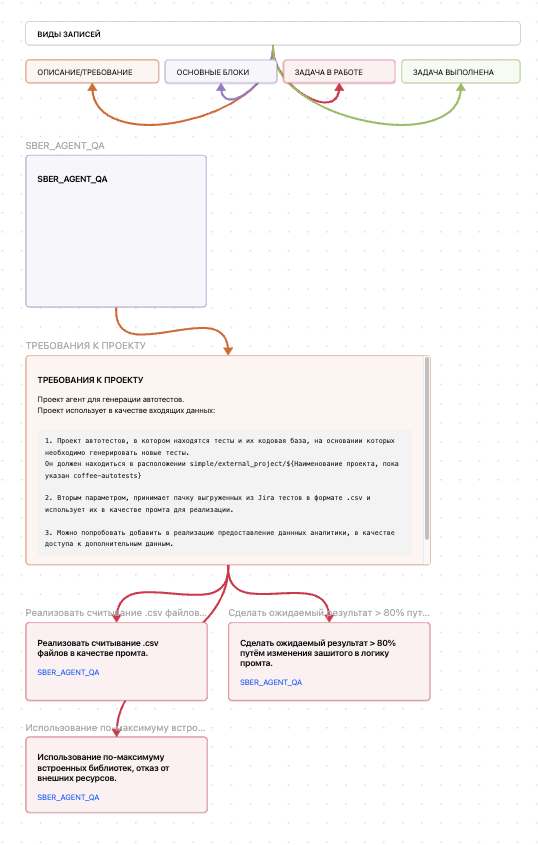 ВИДЫ ЗАПИСЕЙ
ОПИСАНИЕ/ТРЕБОВАНИЕ
ОСНОВНЫЕ БЛОКИ
ЗАДАЧА В РАБОТЕ
ЗАДАЧА ВЫПОЛНЕНА
SBER_AGENT_QA
SBER_AGENT_QA
ТРЕБОВАНИЯ К ПРОЕКТУ
ТРЕБОВАНИЯ К ПРОЕКТУ
Проект агент для генерации автотестов.
Проект использует в качестве входящих данных:
1. Проект автотестов, в котором находятся тесты и их кодовая база, на основании которых
необходимо генерировать новые тесты.
Он должен находиться в расположении simple/external_project/${Наименование проекта, пока
указан coffee-autotests}
2. Вторым параметром, принимает пачку выгруженных из Jira тестов в формате .csv и
использует их в качестве промта для реализации.
3. Можно попробовать добавить в реализацию предоставление данных аналитики, в качестве
доступа к дополнительным данным.
Реализовать считывание .csv файлов...
Сделать ожидаемый результат > 80% пут...
Реализовать считывание .csv
файлов в качестве промта.
SBER_AGENT_QA
Сделать ожидаемый результат > 80%
путём изменения зашитого в логику
промта.
SBER_AGENT_QA
Использование по-максимуму встро...
Использование по-максимуму
встроенных библиотек, отказ от
внешних ресурсов.
SBER_AGENT_QA